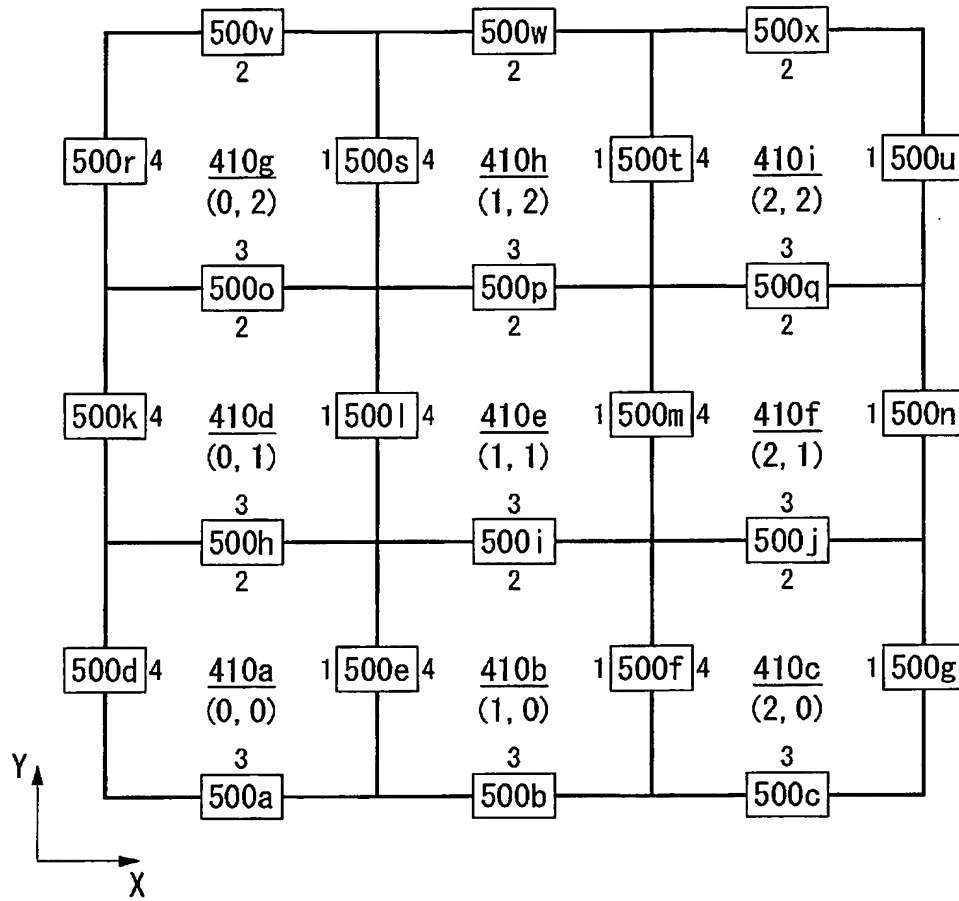 500v 500w 500x
2 2 2
500r 4 410g 1 500s 4 410h 1 500t 4 410i 1 500u
(0, 2) (1, 2) (2, 2)
3 3 3
500o 500p 500q
2 2 2
500k 4 410d 1 500l 4 410e 1 500m 4 410f 1 500n
(0, 1) (1, 1) (2, 1)
3 3 3
500h 500i 500j
2 2 2
500d 4 410a 1 500e 4 410b 1 500f 4 410c 1 500g
(0, 0) (1, 0) (2, 0)
3 3 3
500a 500b 500c
Y
X